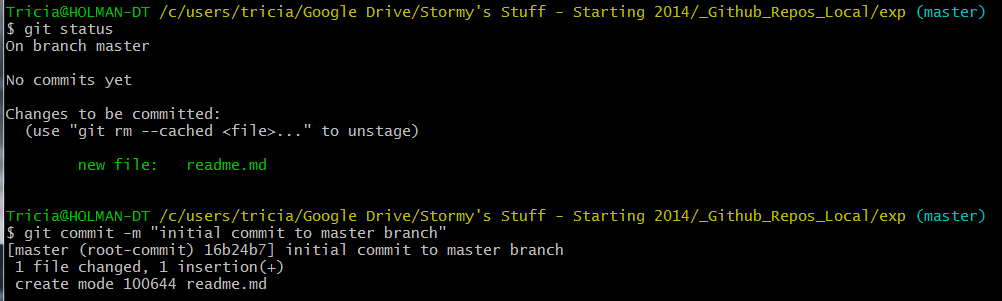 Tricia@HOLMAN-DT /c/users/tricia/Google Drive/Stormy's Stuff - Starting 2014/_Github_Repos_Local/exp (master)
$ git status
On branch master
No commits yet
Changes to be committed:
  (use "git rm --cached <file>..." to unstage)
        new file:   readme.md
Tricia@HOLMAN-DT /c/users/tricia/Google Drive/Stormy's Stuff - Starting 2014/_Github_Repos_Local/exp (master)
$ git commit -m "initial commit to master branch"
[master (root-commit) 16b24b7] initial commit to master branch
 1 file changed, 1 insertion(+)
 create mode 100644 readme.md